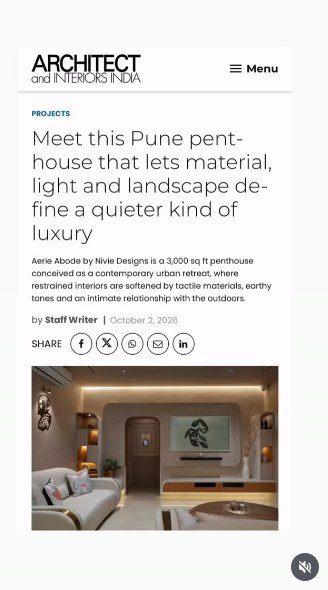 ARCHITECT
and INTERIORS INDIA
Menu
PROJECTS
Meet this Pune pent-
house that lets material,
light and landscape de-
fine a quieter kind of
luxury
Aerie Abode by Nivie Designs is a 3,000 sq ft penthouse
conceived as a contemporary urban retreat, where
restrained interiors are softened by tactile materials, earthy
tones and an intimate relationship with the outdoors.
by Staff Writer | October 2, 2026
SHARE